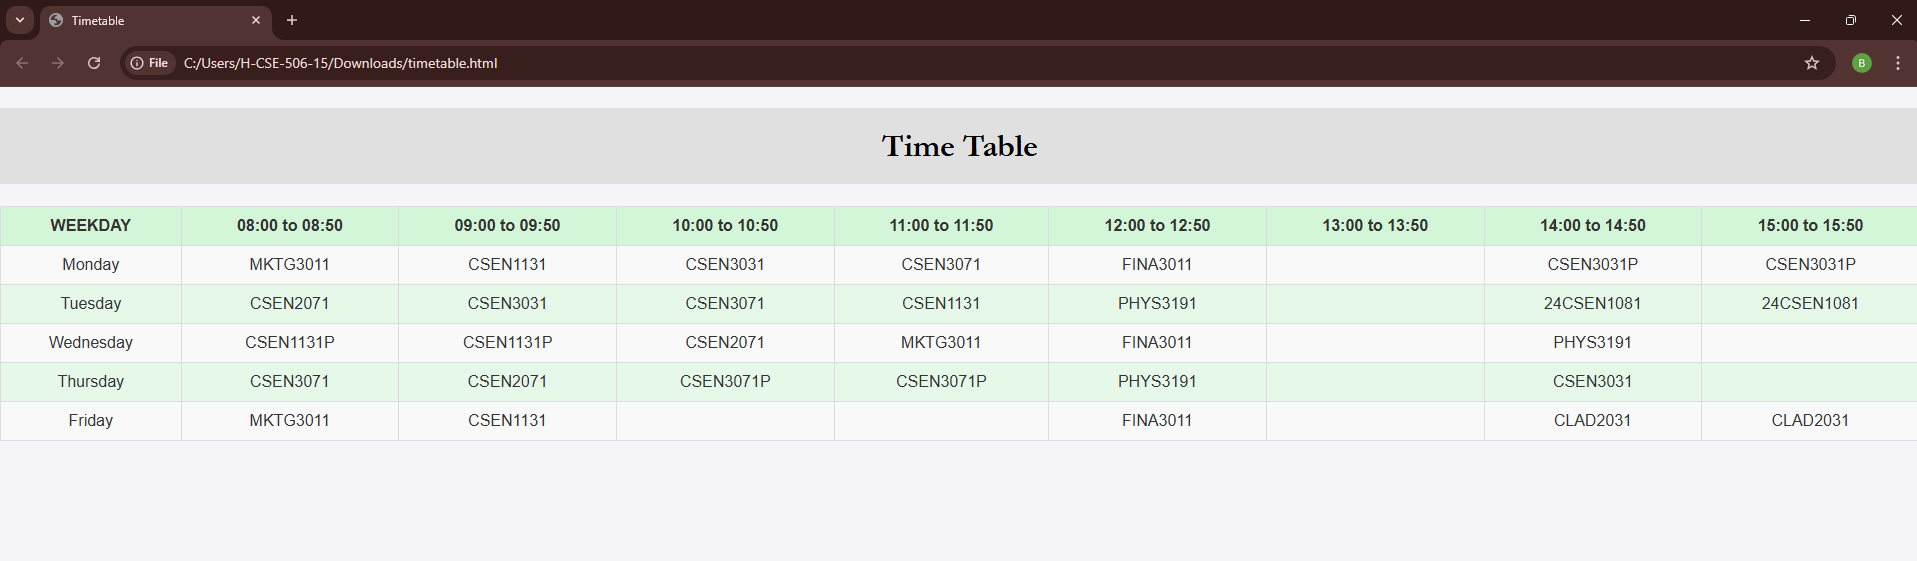 Timetable
File C:/Users/H-CSE-506-15/Downloads/timetable.html B
Time Table
WEEKDAY 08:00 to 08:50 09:00 to 09:50 10:00 to 10:50 11:00 to 11:50 12:00 to 12:50 13:00 to 13:50 14:00 to 14:50 15:00 to 15:50
Monday MKTG3011 CSEN1131 CSEN3031 CSEN3071 FINA3011 CSEN3031P CSEN3031P
Tuesday CSEN2071 CSEN3031 CSEN3071 CSEN1131 PHYS3191 24CSEN1081 24CSEN1081
Wednesday CSEN1131P CSEN1131P CSEN2071 MKTG3011 FINA3011 PHYS3191
Thursday CSEN3071 CSEN2071 CSEN3071P CSEN3071P PHYS3191 CSEN3031
Friday MKTG3011 CSEN1131 FINA3011 CLAD2031 CLAD2031